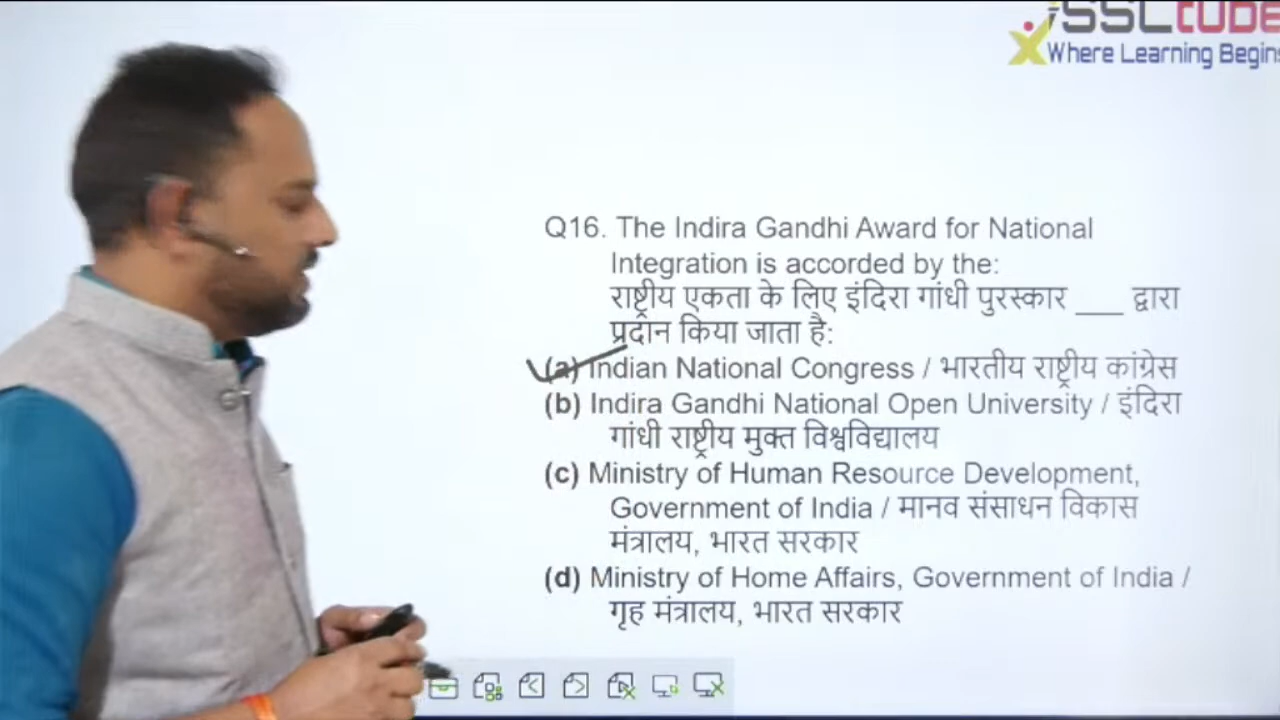 SSCtube
Where Learning Begins
Q16. The Indira Gandhi Award for National
Integration is accorded by the:
राष्ट्रीय एकता के लिए इंदिरा गांधी पुरस्कार ___ द्वारा
प्रदान किया जाता है:
(a) Indian National Congress / भारतीय राष्ट्रीय कांग्रेस
(b) Indira Gandhi National Open University / इंदिरा
गांधी राष्ट्रीय मुक्त विश्वविद्यालय
(c) Ministry of Human Resource Development,
Government of India / मानव संसाधन विकास
मंत्रालय, भारत सरकार
(d) Ministry of Home Affairs, Government of India /
गृह मंत्रालय, भारत सरकार